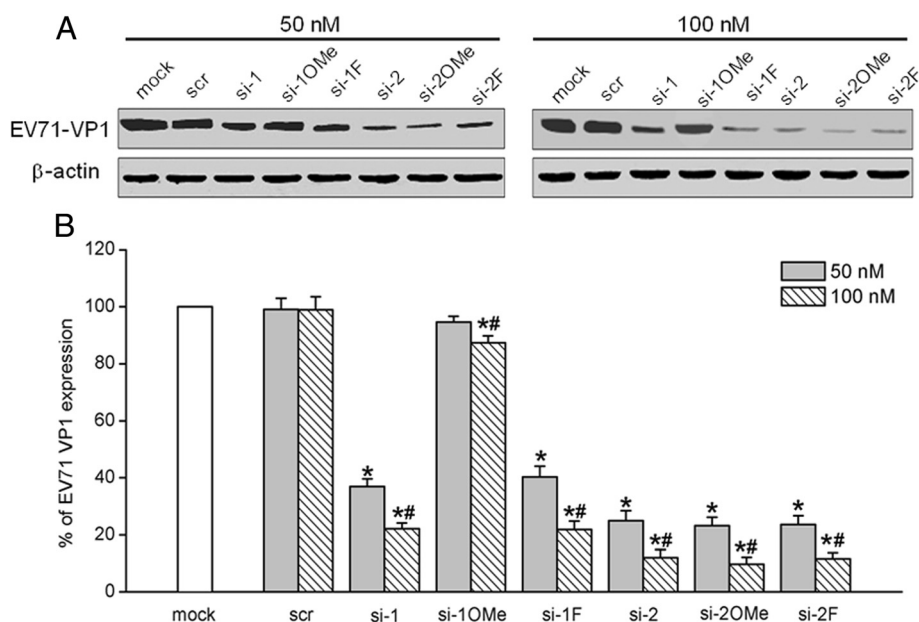 A
50 nM
100 nM
mock scr si-1 si-1OMe si-1F si-2 si-2OMe si-2F
mock scr si-1 si-1OMe si-1F si-2 si-2OMe si-2F
EV71-VP1
β-actin
B
% of EV71 VP1 expression
120
100
80
60
40
20
0
50 nM
100 nM
*
*#
*#
*
*#
*
*#
*
*#
*
*#
mock scr si-1 si-1OMe si-1F si-2 si-2OMe si-2F